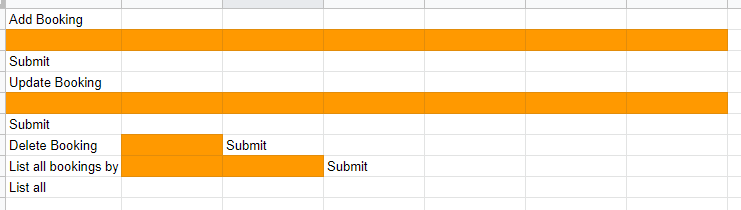 Add Booking
Submit
Update Booking
Submit
Delete Booking Submit
List all bookings by Submit
List all